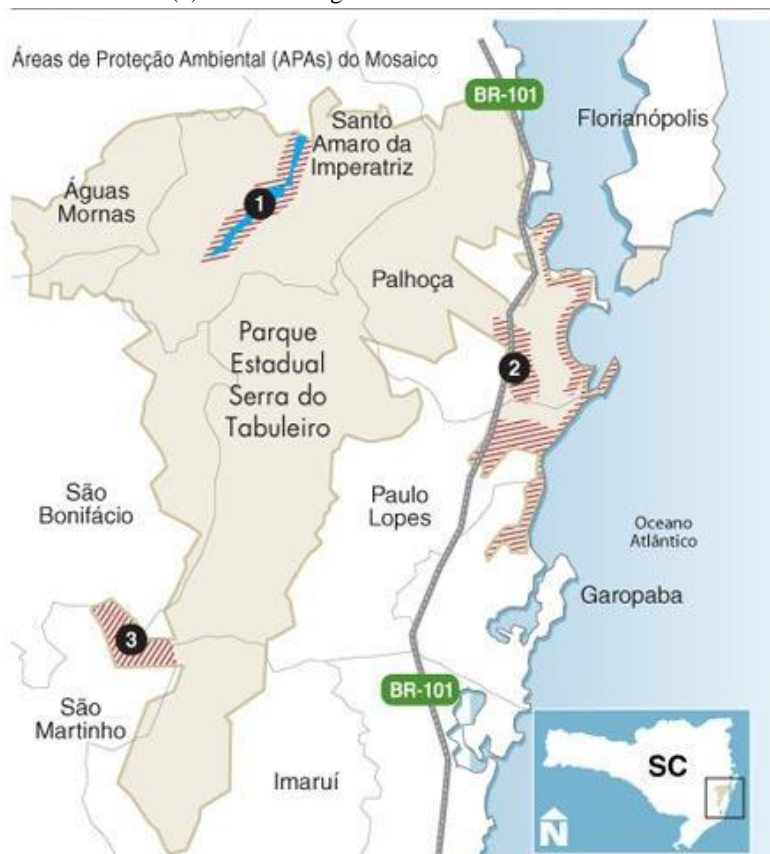 Áreas de Proteção Ambiental (APAs) do Mosaico
BR-101
Florianópolis
Santo
Amaro da
Imperatriz
Águas
Mornas
1
Palhoça
Parque
Estadual
Serra do
Tabuleiro
2
São
Bonifácio
Paulo
Lopes
Oceano
Atlântico
Garopaba
3
BR-101
São
Martinho
Imaruí
SC
N